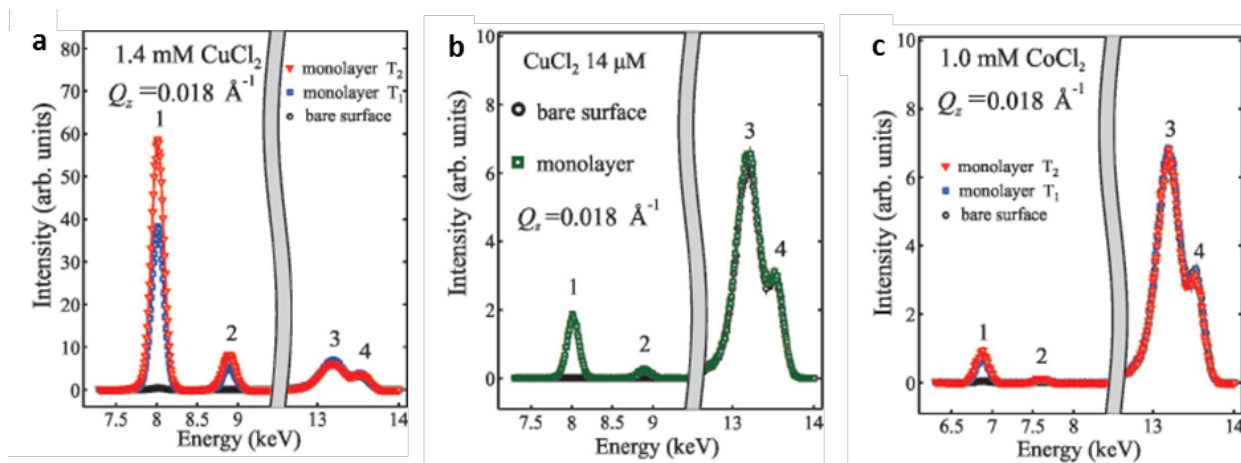 a
1.4 mM CuCl₂
Q_z =0.018 Å⁻¹
monolayer T₂
monolayer T₁
bare surface
1
2
3
4
80
70
60
50
40
30
20
10
0
7.5 8 8.5 9 13 14
Energy (keV)
Intensity (arb. units)
b
CuCl₂ 14 μM
bare surface
monolayer
Q_z=0.018 Å⁻¹
1
2
3
4
10
8
6
4
2
0
7.5 8 8.5 9 13 14
Energy (keV)
Intensity (arb. units)
c
1.0 mM CoCl₂
Q_z =0.018 Å⁻¹
monolayer T₂
monolayer T₁
bare surface
1
2
3
4
10
8
6
4
2
0
6.5 7 7.5 8 13 14
Energy (keV)
Intensity (arb. units)